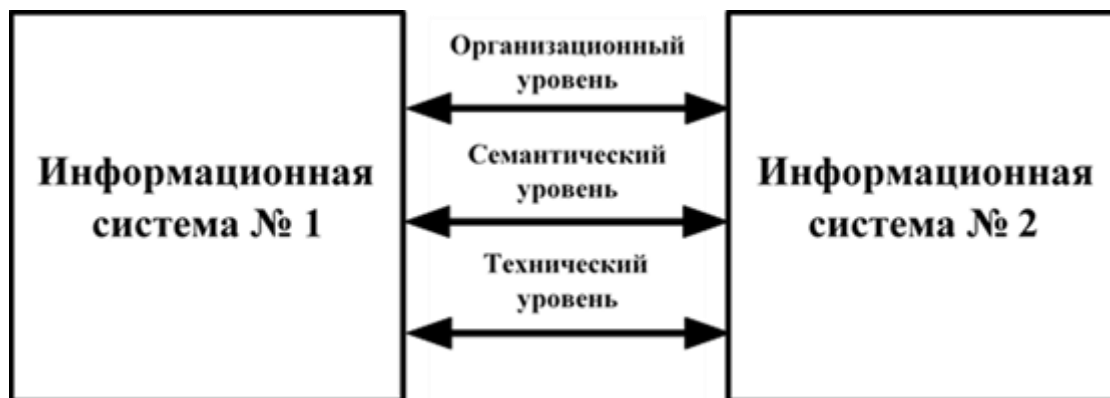 Организационный
уровень
Информационная
система № 1
Семантический
уровень
Информационная
система № 2
Технический
уровень